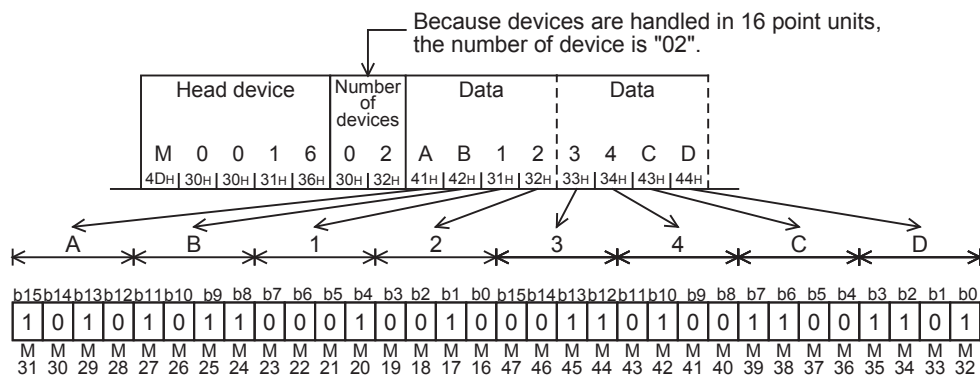 Because devices are handled in 16 point units,
the number of device is "02".
Head device
Number
of
devices
Data
Data
M 0 0 1 6 0 2 A B 1 2 3 4 C D
4DH 30H 30H 31H 36H 30H 32H 41H 42H 31H 32H 33H 34H 43H 44H
A B 1 2 3 4 C D
b15 b14 b13 b12 b11 b10 b9 b8 b7 b6 b5 b4 b3 b2 b1 b0 b15 b14 b13 b12 b11 b10 b9 b8 b7 b6 b5 b4 b3 b2 b1 b0
1 0 1 0 1 0 1 1 0 0 0 1 0 0 1 0 0 0 1 1 0 1 0 0 1 1 0 0 1 1 0 1
M M M M M M M M M M M M M M M M M M M M M M M M M M M M M M M M
31 30 29 28 27 26 25 24 23 22 21 20 19 18 17 16 47 46 45 44 43 42 41 40 39 38 37 36 35 34 33 32